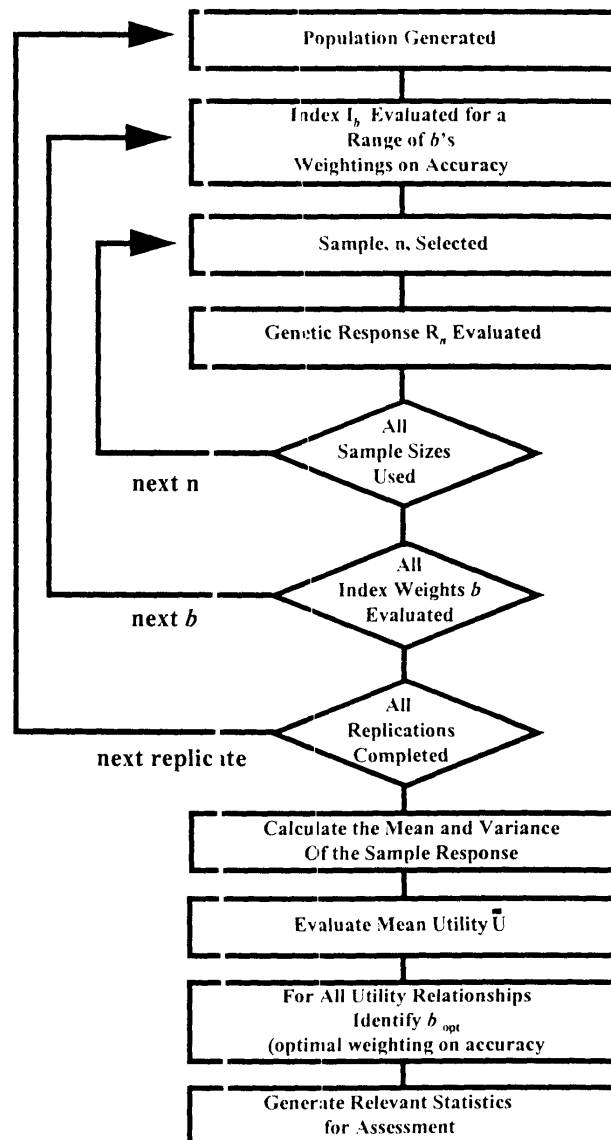 Population Generated
Index I_b Evaluated for a
Range of b's
Weightings on Accuracy
Sample, n, Selected
Genetic Response R_n Evaluated
All
Sample Sizes
Used
next n
All
Index Weights b
Evaluated
next b
All
Replications
Completed
next replicate
Calculate the Mean and Variance
Of the Sample Response
Evaluate Mean Utility Ū
For All Utility Relationships
Identify b_opt
(optimal weighting on accuracy
Generate Relevant Statistics
for Assessment